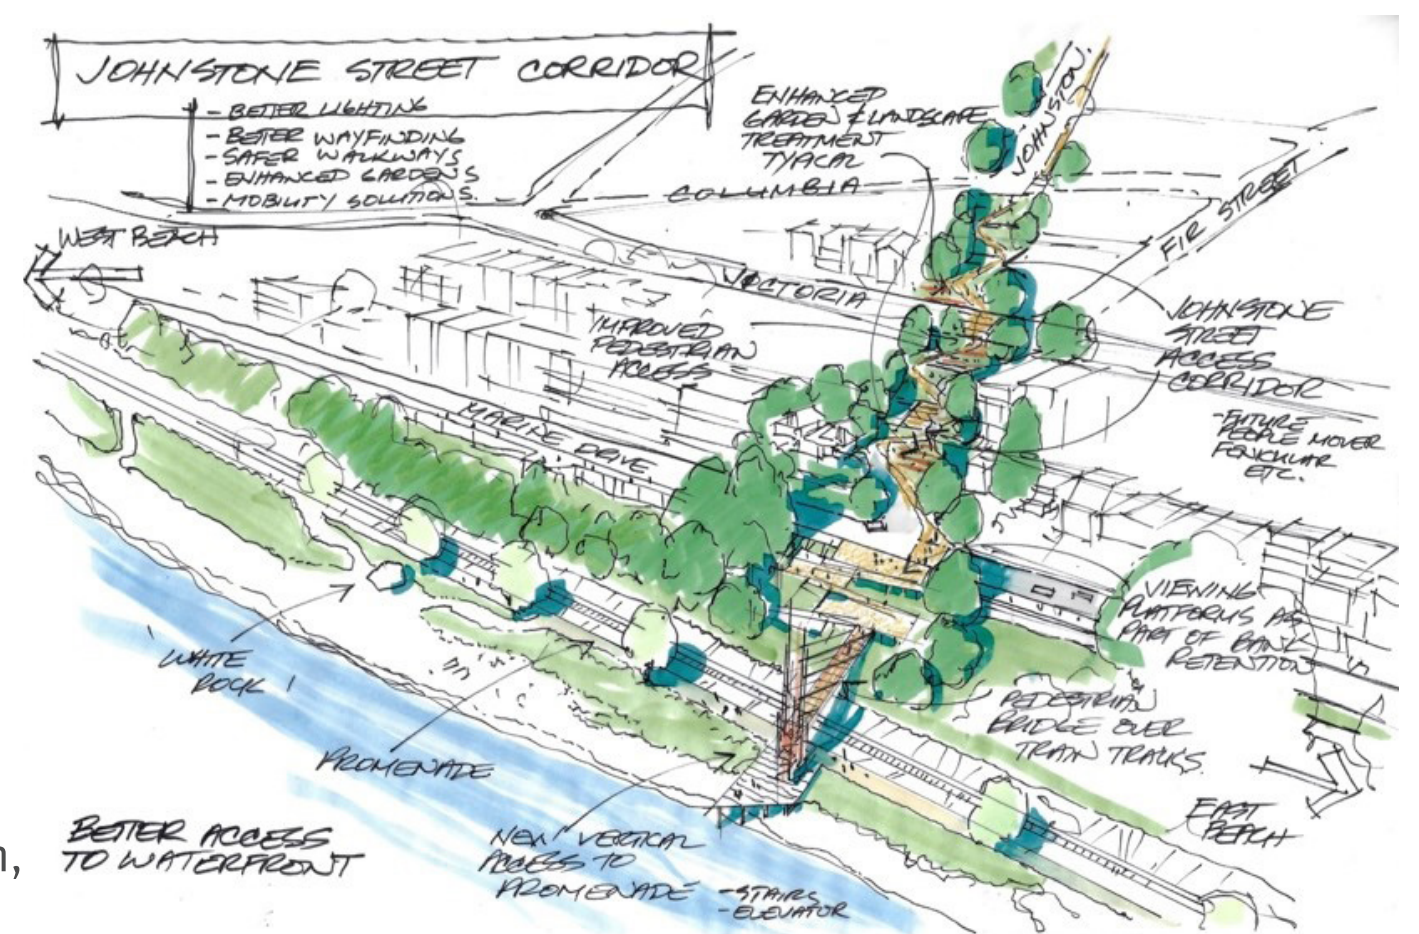 JOHNSTONE STREET CORRIDOR
- BETTER LIGHTING
- BETTER WAYFINDING
- SAFER WALKWAYS
- ENHANCED GARDENS
- MOBILITY SOLUTIONS.
ENHANCED
GARDEN & LANDSCAPE
TREATMENT
TYPICAL
JOHNSTON.
COLUMBIA
FIR STREET
WEST BEACH
VICTORIA
IMPROVED
PEDESTRIAN
ACCESS
JOHNSTONE
STREET
ACCESS
CORRIDOR
- FUTURE
PEOPLE MOVER
FENICULAR
ETC.
MARINE DRIVE
VIEWING
PLATFORMS AS
PART OF BANK
RETENTION
WHITE
ROCK!
PEDESTRIAN
BRIDGE OVER
TRAIN TRACKS.
PROMENADE
EAST
BEACH
BETTER ACCESS
TO WATERFRONT
NEW VERTICAL
ACCESS TO
PROMENADE
- STAIRS
- ELEVATOR
,